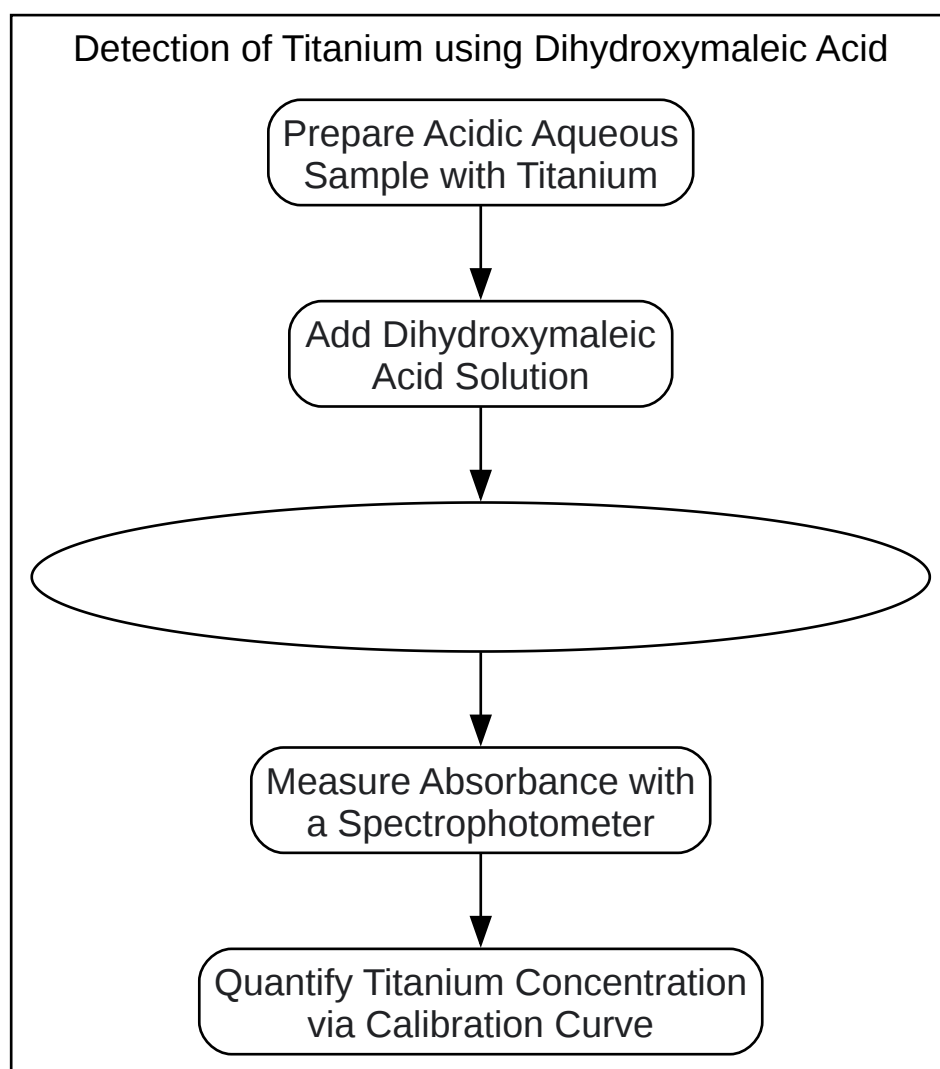 Detection of Titanium using Dihydroxymaleic Acid
Prepare Acidic Aqueous
Sample with Titanium
Add Dihydroxymaleic
Acid Solution
Measure Absorbance with
a Spectrophotometer
Quantify Titanium Concentration
via Calibration Curve